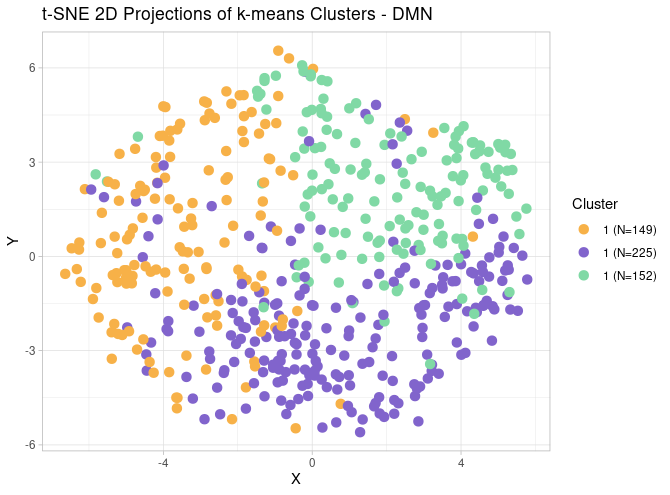 t-SNE 2D Projections of k-means Clusters - DMN
6
3
0
-3
-6
Y
-4
0
4
X
Cluster
1 (N=149)
1 (N=225)
1 (N=152)